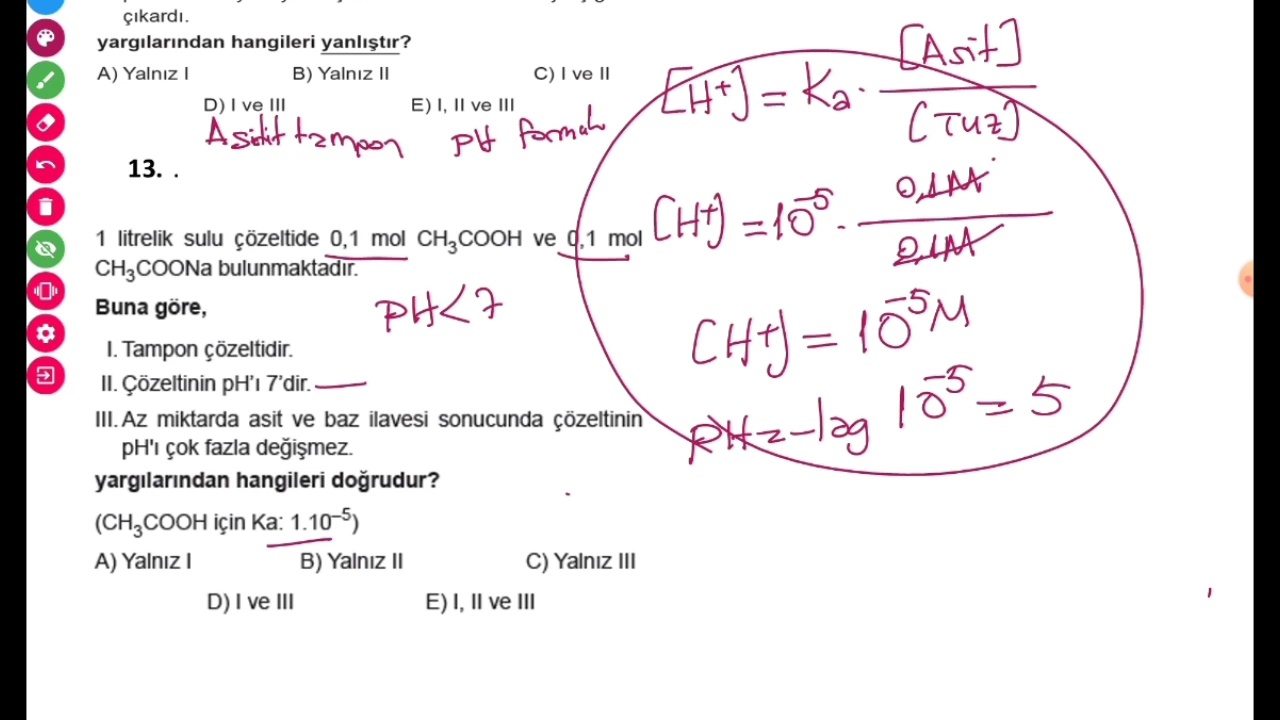 çıkardı.
yargılarından hangileri yanlıştır?
A) Yalnız I B) Yalnız II C) I ve II
D) I ve III E) I, II ve III
Asitit tampon pH formulu
13. .
1 litrelik sulu çözeltide 0,1 mol CH₃COOH ve 0,1 mol
CH₃COONa bulunmaktadır.
pH<7
Buna göre,
I. Tampon çözeltidir.
II. Çözeltinin pH'ı 7'dir.
III. Az miktarda asit ve baz ilavesi sonucunda çözeltinin
pH'ı çok fazla değişmez.
yargılarından hangileri doğrudur?
(CH₃COOH için Ka: 1.10⁻⁵)
A) Yalnız I B) Yalnız II C) Yalnız III
D) I ve III E) I, II ve III
[H⁺] = Ka . [Asit]
[Tuz]
[H⁺] = 10⁻⁵ . 0,1M
0,1M
[H⁺] = 10⁻⁵M
pH = -log 10⁻⁵ = 5